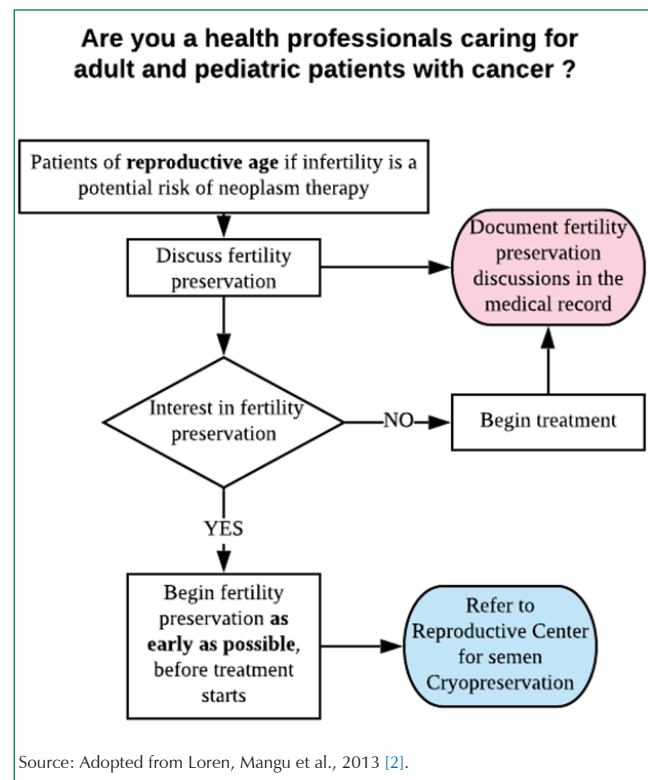 Are you a health professionals caring for
adult and pediatric patients with cancer ?
Patients of reproductive age if infertility is a
potential risk of neoplasm therapy
Discuss fertility
preservation
Document fertility
preservation
discussions in the
medical record
Interest in fertility
preservation
NO
Begin treatment
YES
Begin fertility
preservation as
early as possible,
before treatment
starts
Refer to
Reproductive Center
for semen
Cryopreservation
Source: Adopted from Loren, Mangu et al., 2013 [2].